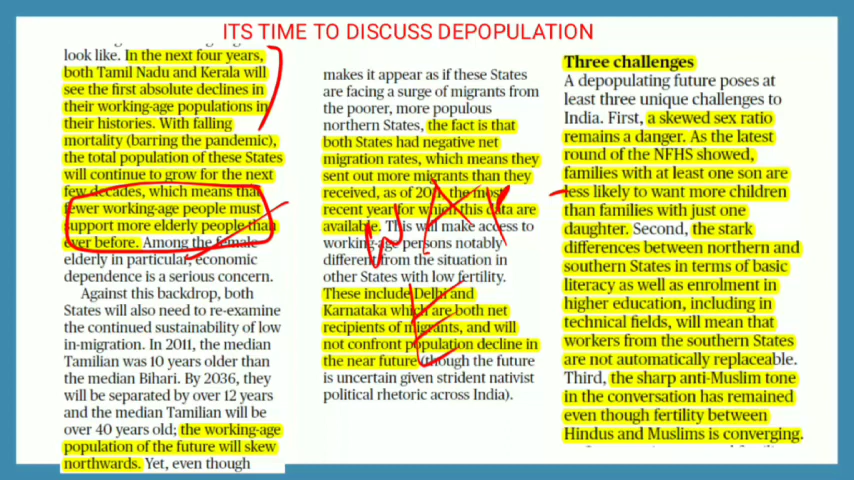 ITS TIME TO DISCUSS DEPOPULATION
look like. In the next four years,
both Tamil Nadu and Kerala will
see the first absolute declines in
their working-age populations in
their histories. With falling
mortality (barring the pandemic),
the total population of these States
will continue to grow for the next
few decades, which means that
fewer working-age people must
support more elderly people than
ever before. Among the female
elderly in particular, economic
dependence is a serious concern.
Against this backdrop, both
States will also need to re-examine
the continued sustainability of low
in-migration. In 2011, the median
Tamilian was 10 years older than
the median Bihari. By 2036, they
will be separated by over 12 years
and the median Tamilian will be
over 40 years old; the working-age
population of the future will skew
northwards. Yet, even though
makes it appear as if these States
are facing a surge of migrants from
the poorer, more populous
northern States, the fact is that
both States had negative net
migration rates, which means they
sent out more migrants than they
received, as of the most
recent year for which this data are
available. This will make access to
working-age persons notably
different from the situation in
other States with low fertility.
These include Delhi and
Karnataka which are both net
recipients of migrants, and will
not confront population decline in
the near future (though the future
is uncertain given strident nativist
political rhetoric across India).
Three challenges
A depopulating future poses at
least three unique challenges to
India. First, a skewed sex ratio
remains a danger. As the latest
round of the NFHS showed,
families with at least one son are
less likely to want more children
than families with just one
daughter. Second, the stark
differences between northern and
southern States in terms of basic
literacy as well as enrolment in
higher education, including in
technical fields, will mean that
workers from the southern States
are not automatically replaceable.
Third, the sharp anti-Muslim tone
in the conversation has remained
even though fertility between
Hindus and Muslims is converging.